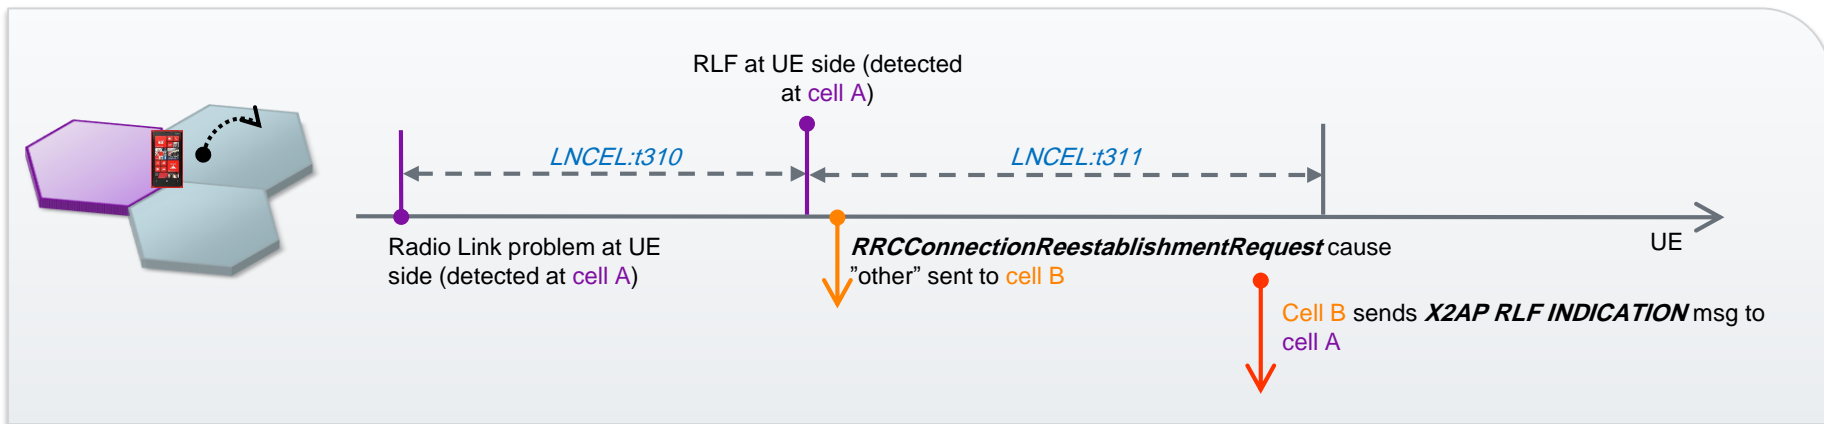 RLF at UE side (detected
at cell A)
LNCEL:t310
LNCEL:t311
Radio Link problem at UE
side (detected at cell A)
RRCConnectionReestablishmentRequest cause
”other” sent to cell B
UE
Cell B sends X2AP RLF INDICATION msg to
cell A